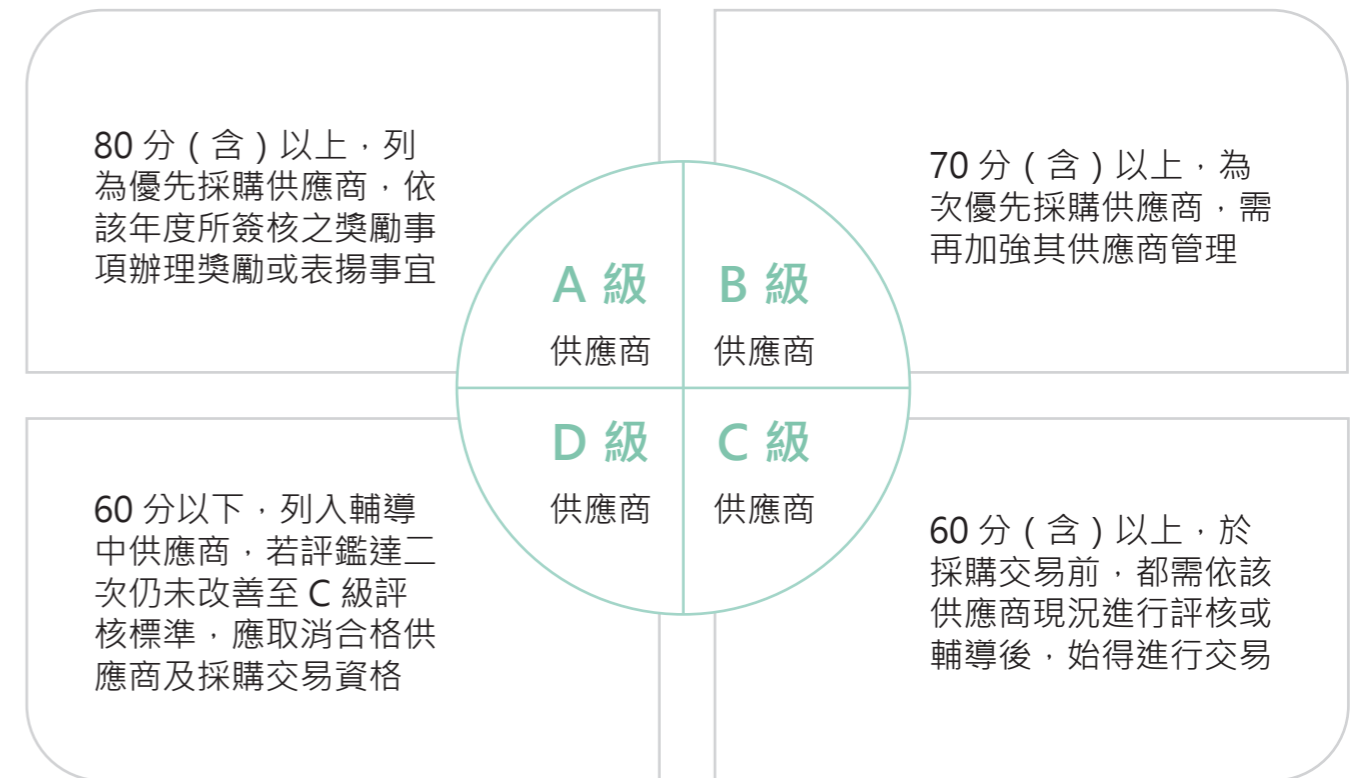 80 分 ( 含 ) 以上，列
為優先採購供應商，依
該年度所簽核之獎勵事
項辦理獎勵或表揚事宜
70 分 ( 含 ) 以上，為
次優先採購供應商，需
再加強其供應商管理
A 級
供應商
B 級
供應商
D 級
供應商
C 級
供應商
60 分以下，列入輔導
中供應商，若評鑑達二
次仍未改善至 C 級評
核標準，應取消合格供
應商及採購交易資格
60 分 ( 含 ) 以上，於
採購交易前，都需依該
供應商現況進行評核或
輔導後，始得進行交易